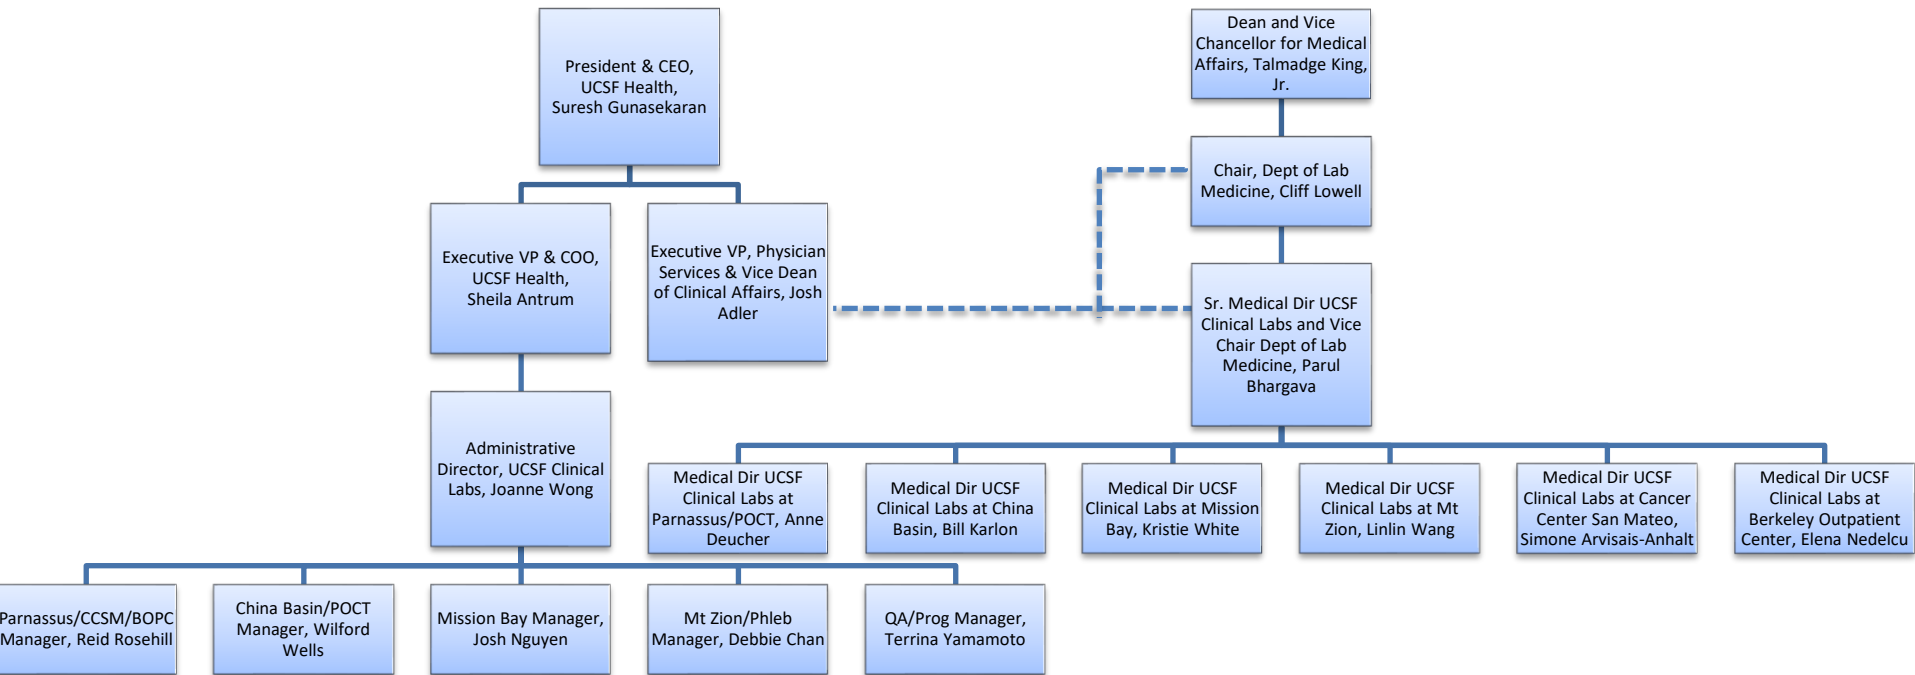 President & CEO,
UCSF Health,
Suresh Gunasekaran
Dean and Vice
Chancellor for Medical
Affairs, Talmadge King,
Jr.
Chair, Dept of Lab
Medicine, Cliff Lowell
Executive VP & COO,
UCSF Health,
Sheila Antrum
Executive VP, Physician
Services & Vice Dean
of Clinical Affairs, Josh
Adler
Sr. Medical Dir UCSF
Clinical Labs and Vice
Chair Dept of Lab
Medicine, Parul
Bhargava
Administrative
Director, UCSF Clinical
Labs, Joanne Wong
Medical Dir UCSF
Clinical Labs at
Parnassus/POCT, Anne
Deucher
Medical Dir UCSF
Clinical Labs at China
Basin, Bill Karlon
Medical Dir UCSF
Clinical Labs at Mission
Bay, Kristie White
Medical Dir UCSF
Clinical Labs at Mt
Zion, Linlin Wang
Medical Dir UCSF
Clinical Labs at Cancer
Center San Mateo,
Simone Arvisais-Anhalt
Medical Dir UCSF
Clinical Labs at
Berkeley Outpatient
Center, Elena Nedelcu
Parnassus/CCSM/BOPC
Manager, Reid Rosehill
China Basin/POCT
Manager, Wilford
Wells
Mission Bay Manager,
Josh Nguyen
Mt Zion/Phleb
Manager, Debbie Chan
QA/Prog Manager,
Terrina Yamamoto